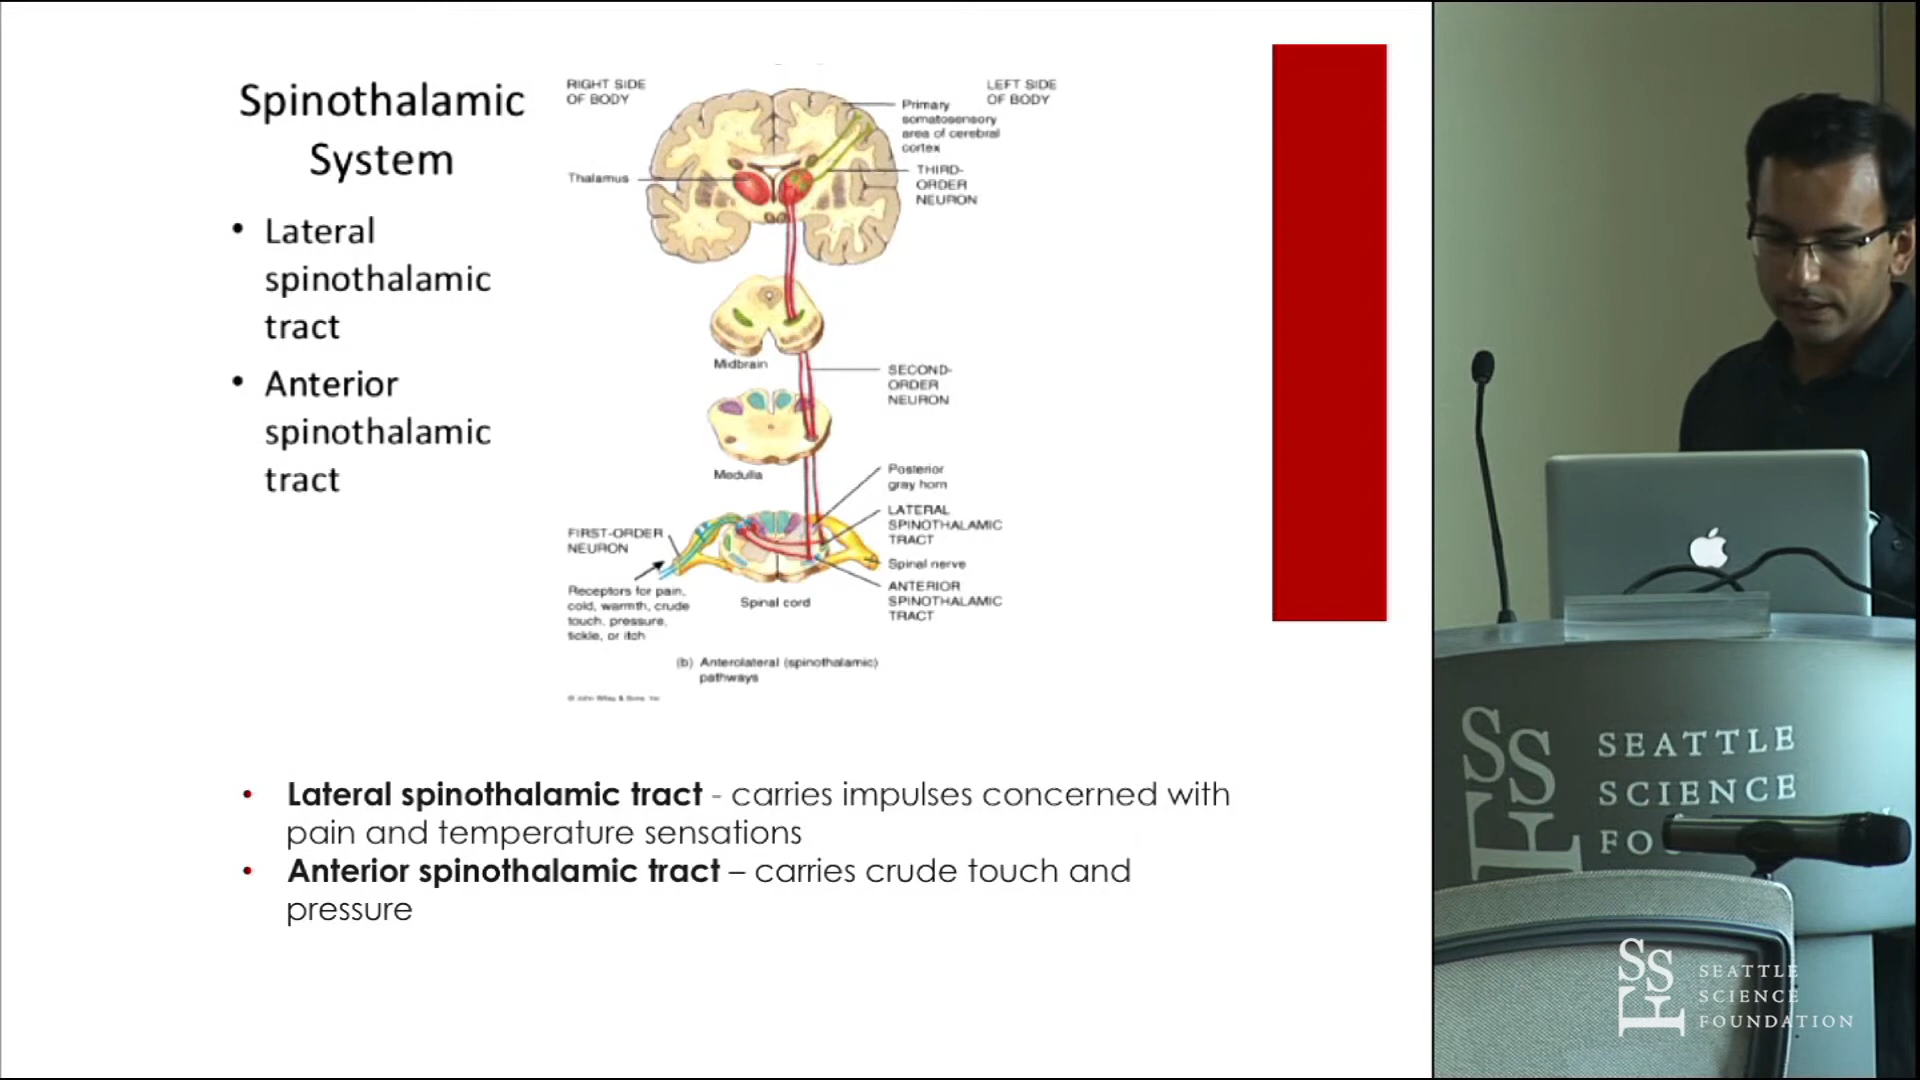 Spinothalamic
System
• Lateral
spinothalamic
tract
• Anterior
spinothalamic
tract
RIGHT SIDE
OF BODY
LEFT SIDE
OF BODY
Primary
somatosensory
area of cerebral
cortex
Thalamus
THIRD-
ORDER
NEURON
Midbrain
SECOND-
ORDER
NEURON
Medulla
Posterior
gray horn
LATERAL
SPINOTHALAMIC
TRACT
FIRST-ORDER
NEURON
Spinal nerve
Receptors for pain,
cold, warmth, crude
touch, pressure,
tickle, or itch
Spinal cord
ANTERIOR
SPINOTHALAMIC
TRACT
(b) Anterolateral (spinothalamic)
pathways
© John Wiley & Sons, Inc
• Lateral spinothalamic tract - carries impulses concerned with
pain and temperature sensations
• Anterior spinothalamic tract – carries crude touch and
pressure
SSF
SEATTLE
SCIENCE
FO
SSF
SEATTLE
SCIENCE
FOUNDATION